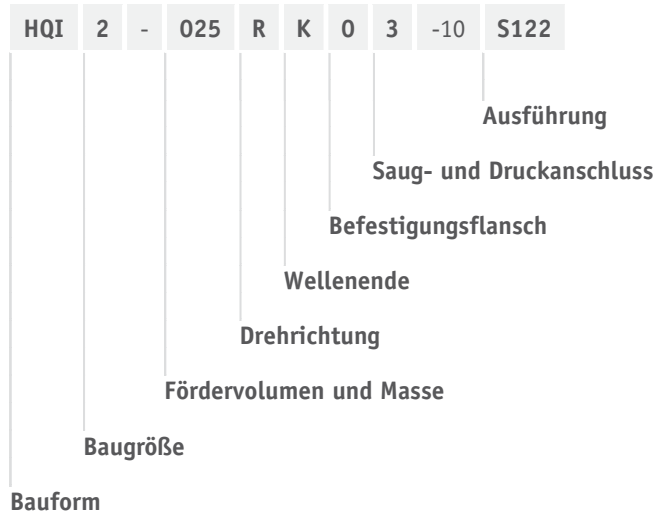 HQI 2 - 025 R K 0 3 -10 S122
Ausführung
Saug- und Druckanschluss
Befestigungsflansch
Wellenende
Drehrichtung
Fördervolumen und Masse
Baugröße
Bauform